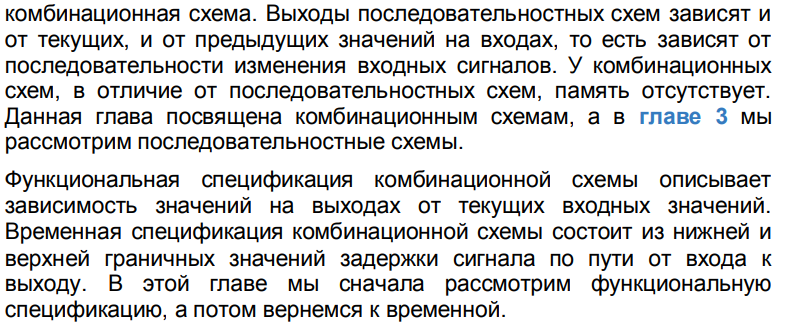 комбинационная схема. Выходы последовательностных схем зависят и
от текущих, и от предыдущих значений на входах, то есть зависят от
последовательности изменения входных сигналов. У комбинационных
схем, в отличие от последовательностных схем, память отсутствует.
Данная глава посвящена комбинационным схемам, а в главе 3 мы
рассмотрим последовательностные схемы.
Функциональная спецификация комбинационной схемы описывает
зависимость значений на выходах от текущих входных значений.
Временная спецификация комбинационной схемы состоит из нижней и
верхней граничных значений задержки сигнала по пути от входа к
выходу. В этой главе мы сначала рассмотрим функциональную
спецификацию, а потом вернемся к временной.